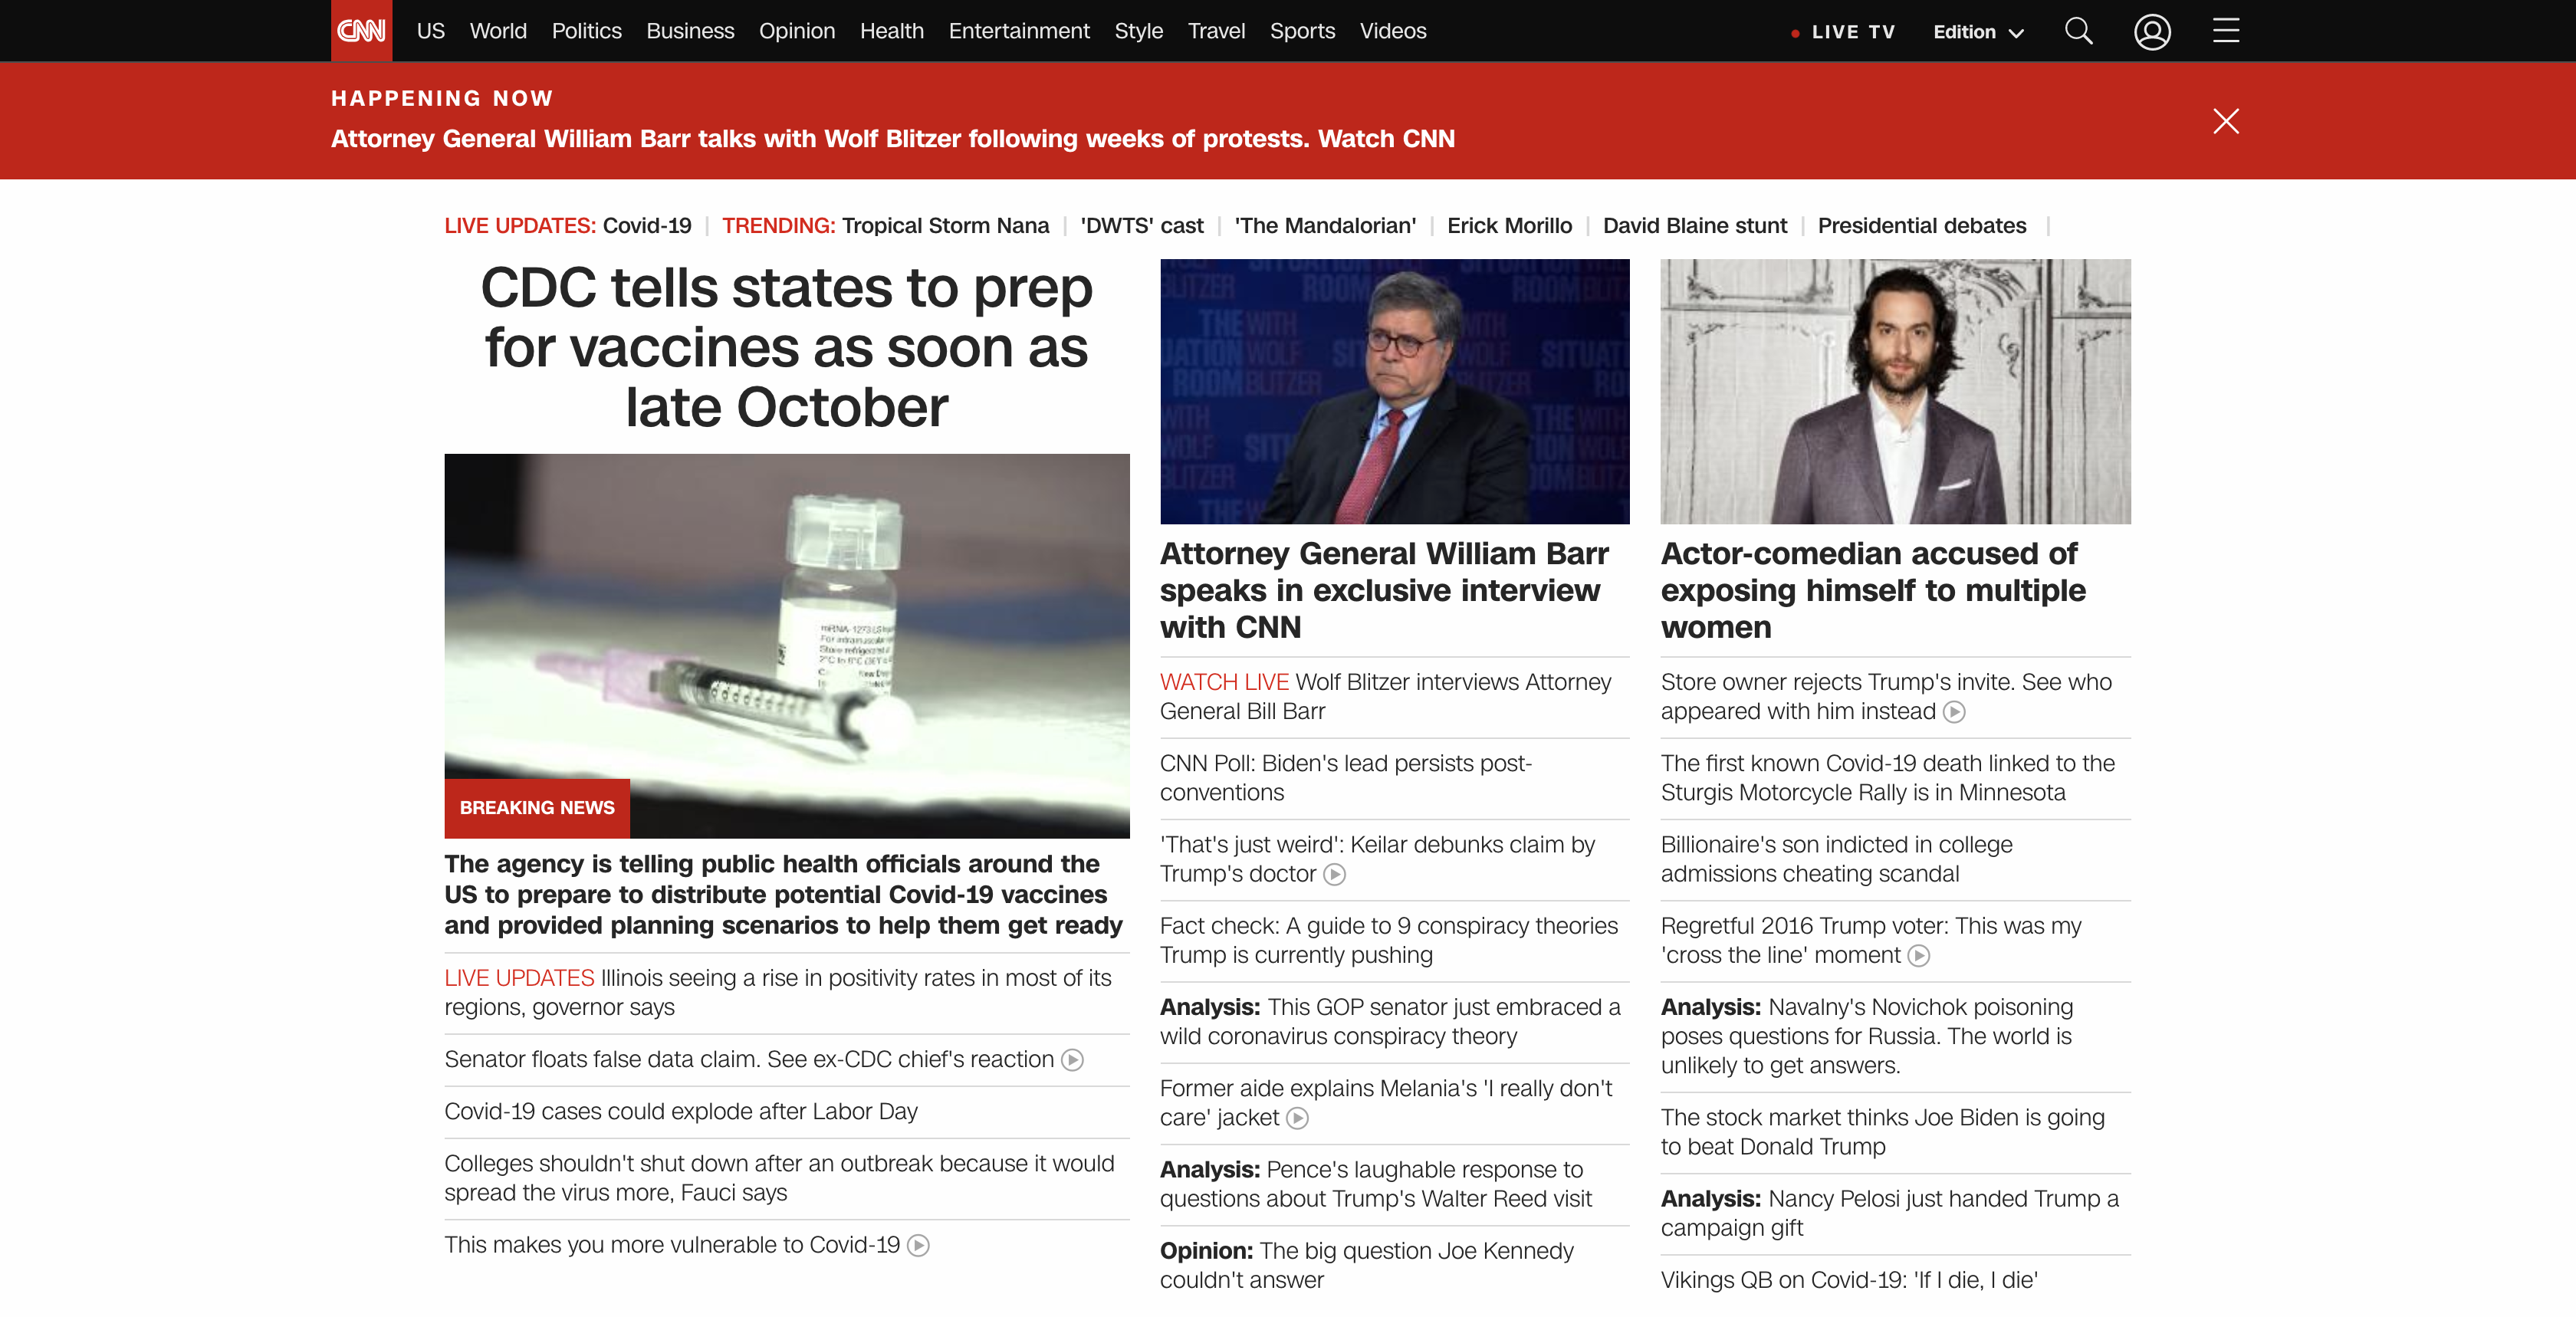 CNN US World Politics Business Opinion Health Entertainment Style Travel Sports Videos LIVE TV Edition
HAPPENING NOW
Attorney General William Barr talks with Wolf Blitzer following weeks of protests. Watch CNN
LIVE UPDATES: Covid-19 | TRENDING: Tropical Storm Nana | 'DWTS' cast | 'The Mandalorian' | Erick Morillo | David Blaine stunt | Presidential debates |
CDC tells states to prep
for vaccines as soon as
late October
mRNA-1273
BREAKING NEWS
The agency is telling public health officials around the
US to prepare to distribute potential Covid-19 vaccines
and provided planning scenarios to help them get ready
LIVE UPDATES Illinois seeing a rise in positivity rates in most of its
regions, governor says
Senator floats false data claim. See ex-CDC chief's reaction
Covid-19 cases could explode after Labor Day
Colleges shouldn't shut down after an outbreak because it would
spread the virus more, Fauci says
This makes you more vulnerable to Covid-19
Attorney General William Barr
speaks in exclusive interview
with CNN
WATCH LIVE Wolf Blitzer interviews Attorney
General Bill Barr
CNN Poll: Biden's lead persists post-
conventions
'That's just weird': Keilar debunks claim by
Trump's doctor
Fact check: A guide to 9 conspiracy theories
Trump is currently pushing
Analysis: This GOP senator just embraced a
wild coronavirus conspiracy theory
Former aide explains Melania's 'I really don't
care' jacket
Analysis: Pence's laughable response to
questions about Trump's Walter Reed visit
Opinion: The big question Joe Kennedy
couldn't answer
Actor-comedian accused of
exposing himself to multiple
women
Store owner rejects Trump's invite. See who
appeared with him instead
The first known Covid-19 death linked to the
Sturgis Motorcycle Rally is in Minnesota
Billionaire's son indicted in college
admissions cheating scandal
Regretful 2016 Trump voter: This was my
'cross the line' moment
Analysis: Navalny's Novichok poisoning
poses questions for Russia. The world is
unlikely to get answers.
The stock market thinks Joe Biden is going
to beat Donald Trump
Analysis: Nancy Pelosi just handed Trump a
campaign gift
Vikings QB on Covid-19: 'If I die, I die'